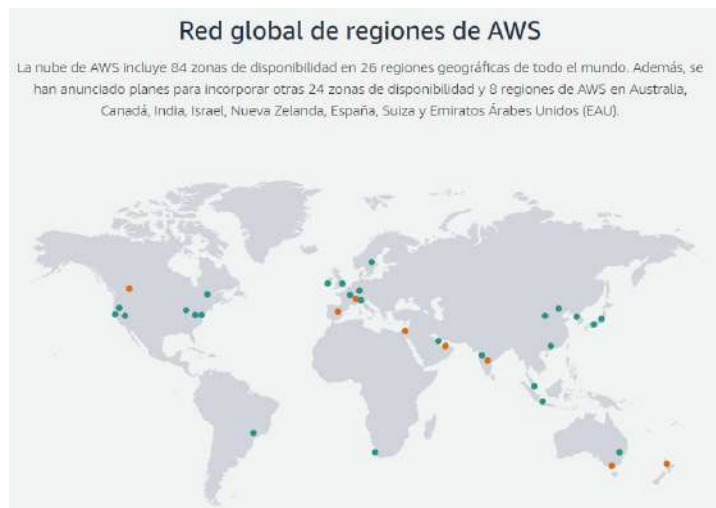 Red global de regiones de AWS
La nube de AWS incluye 84 zonas de disponibilidad en 26 regiones geográficas de todo el mundo. Además, se
han anunciado planes para incorporar otras 24 zonas de disponibilidad y 8 regiones de AWS en Australia,
Canadá, India, Israel, Nueva Zelanda, España, Suiza y Emiratos Árabes Unidos (EAU).